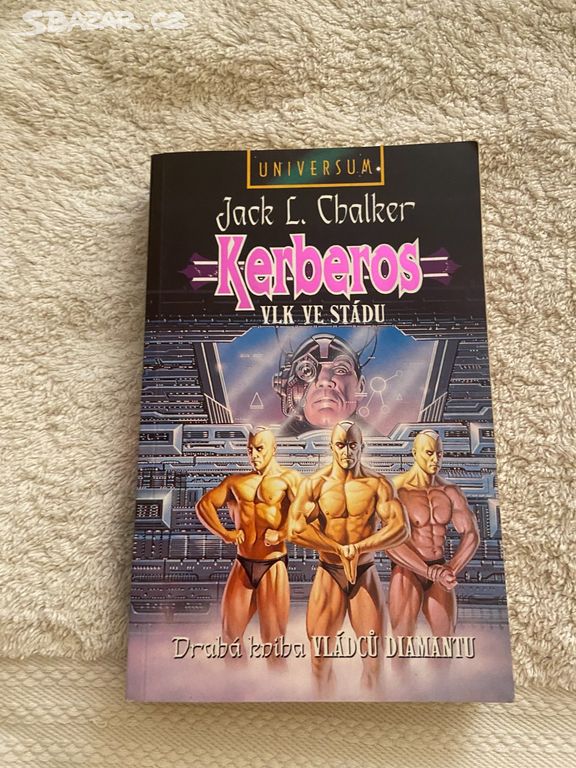 SBAZAR.CZ
UNIVERSUM
Jack L. Chalker
Kerberos
VLK VE STÁDU
Druhá kniha VLÁDCŮ DIAMANTU